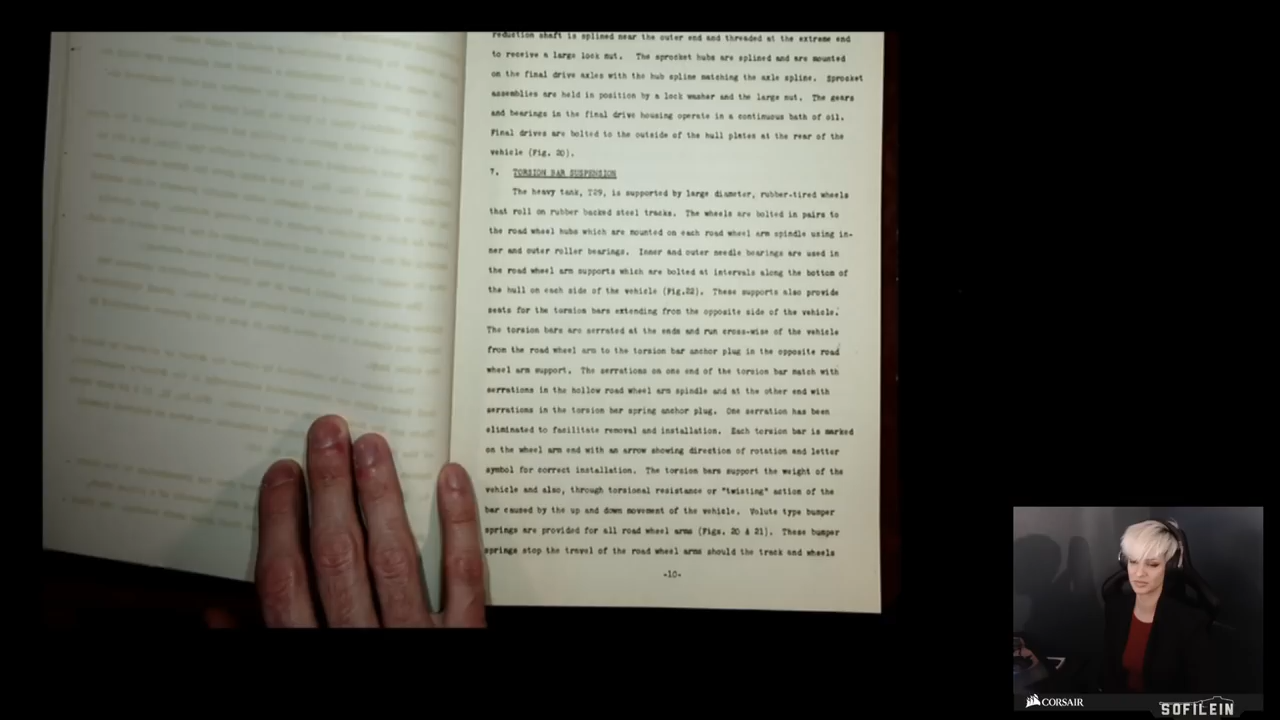 reduction shaft is splined near the outer end and threaded at the extreme end
to receive a large lock nut. The sprocket hubs are splined and are mounted
on the final drive axles with the hub spline matching the axle spline. Sprocket
assemblies are held in position by a lock washer and the large nut. The gears
and bearings in the final drive housing operate in a continuous bath of oil.
Final drives are bolted to the outside of the hull plates at the rear of the
vehicle (Fig. 20).
7. TORSION BAR SUSPENSION
The heavy tank, T29, is supported by large diameter, rubber-tired wheels
that roll on rubber backed steel tracks. The wheels are bolted in pairs to
the road wheel hubs which are mounted on each road wheel arm spindle using in-
ner and outer roller bearings. Inner and outer needle bearings are used in
the road wheel arm supports which are bolted at intervals along the bottom of
the hull on each side of the vehicle (Fig.22). These supports also provide
seats for the torsion bars extending from the opposite side of the vehicle.
The torsion bars are serrated at the ends and run cross-wise of the vehicle
from the road wheel arm to the torsion bar anchor plug in the opposite road
wheel arm support. The serrations on one end of the torsion bar match with
serrations in the hollow road wheel arm spindle and at the other end with
serrations in the torsion bar spring anchor plug. One serration has been
eliminated to fasilitate removal and installation. Each torsion bar is marked
on the wheel arm end with an arrow showing direction of rotation and letter
symbol for correct installation. The torsion bars support the weight of the
vehicle and also, through torsional resistance or "twisting" action of the
bar caused by the up and down movement of the vehicle. Volute type bumper
springs are provided for all road wheel arms (Figs. 20 & 21). These bumper
springs stop the travel of the road wheel arms should the track and wheels
-10-
CORSAIR
SOFILEIN